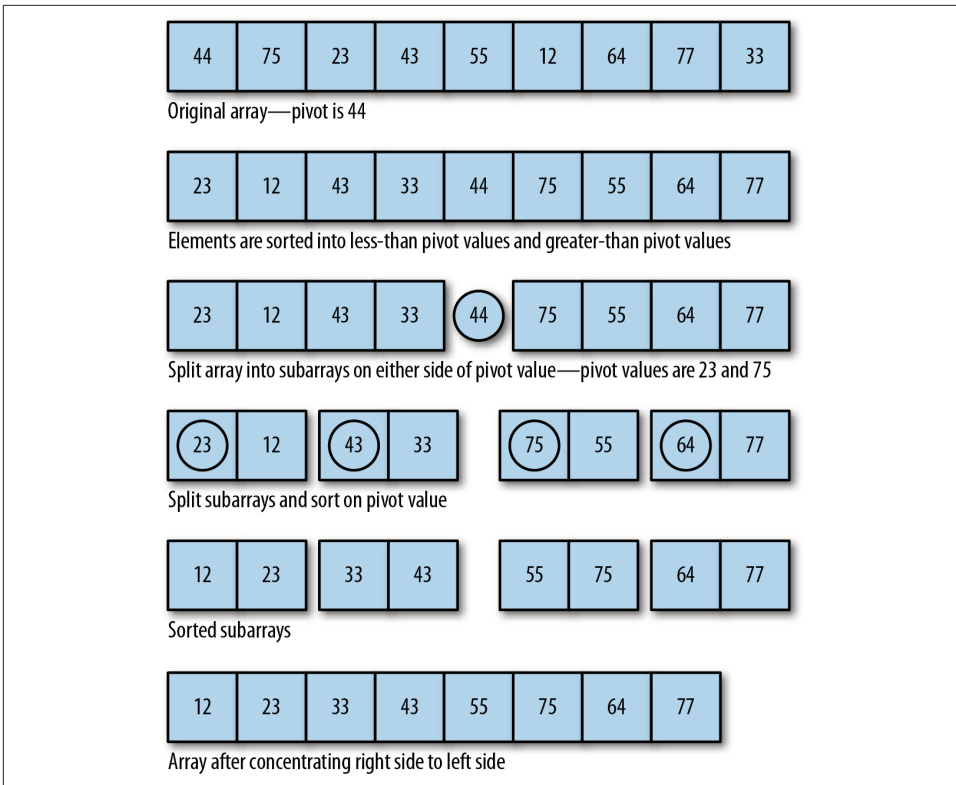 44 75 23 43 55 12 64 77 33
Original array—pivot is 44
23 12 43 33 44 75 55 64 77
Elements are sorted into less-than pivot values and greater-than pivot values
23 12 43 33 44 75 55 64 77
Split array into subarrays on either side of pivot value—pivot values are 23 and 75
23 12 43 33 75 55 64 77
Split subarrays and sort on pivot value
12 23 33 43 55 75 64 77
Sorted subarrays
12 23 33 43 55 75 64 77
Array after concentrating right side to left side